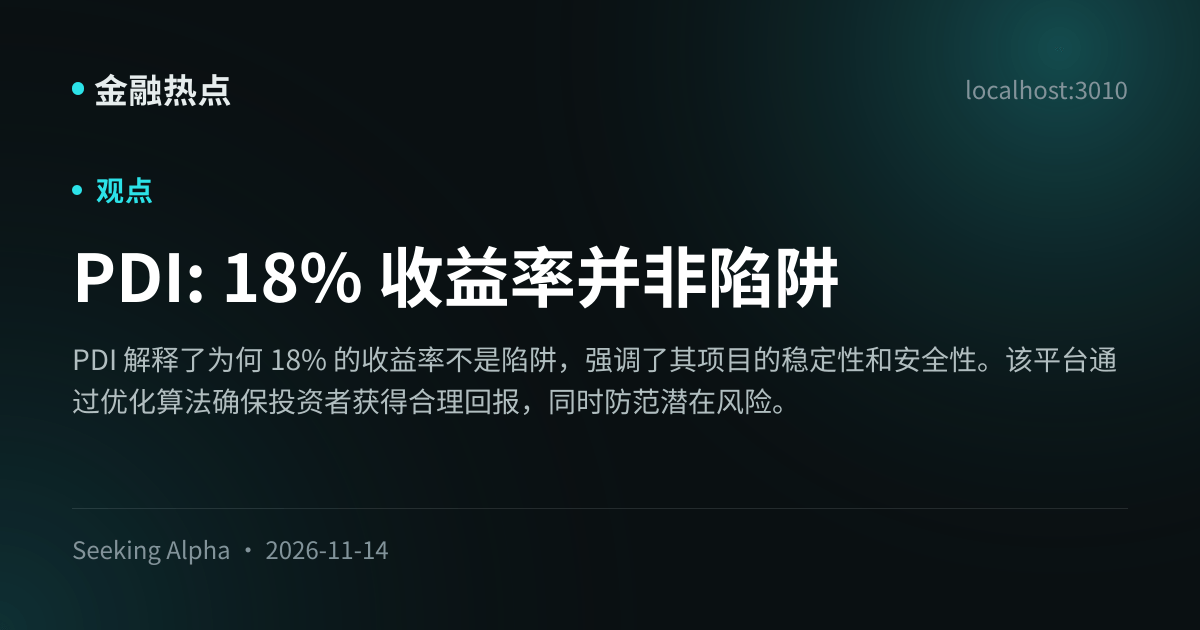 金融热点
localhost:3010
观点
PDI: 18% 收益率并非陷阱
PDI 解释了为何 18% 的收益率不是陷阱，强调了其项目的稳定性和安全性。该平台通
过优化算法确保投资者获得合理回报，同时防范潜在风险。
Seeking Alpha • 2026-11-14